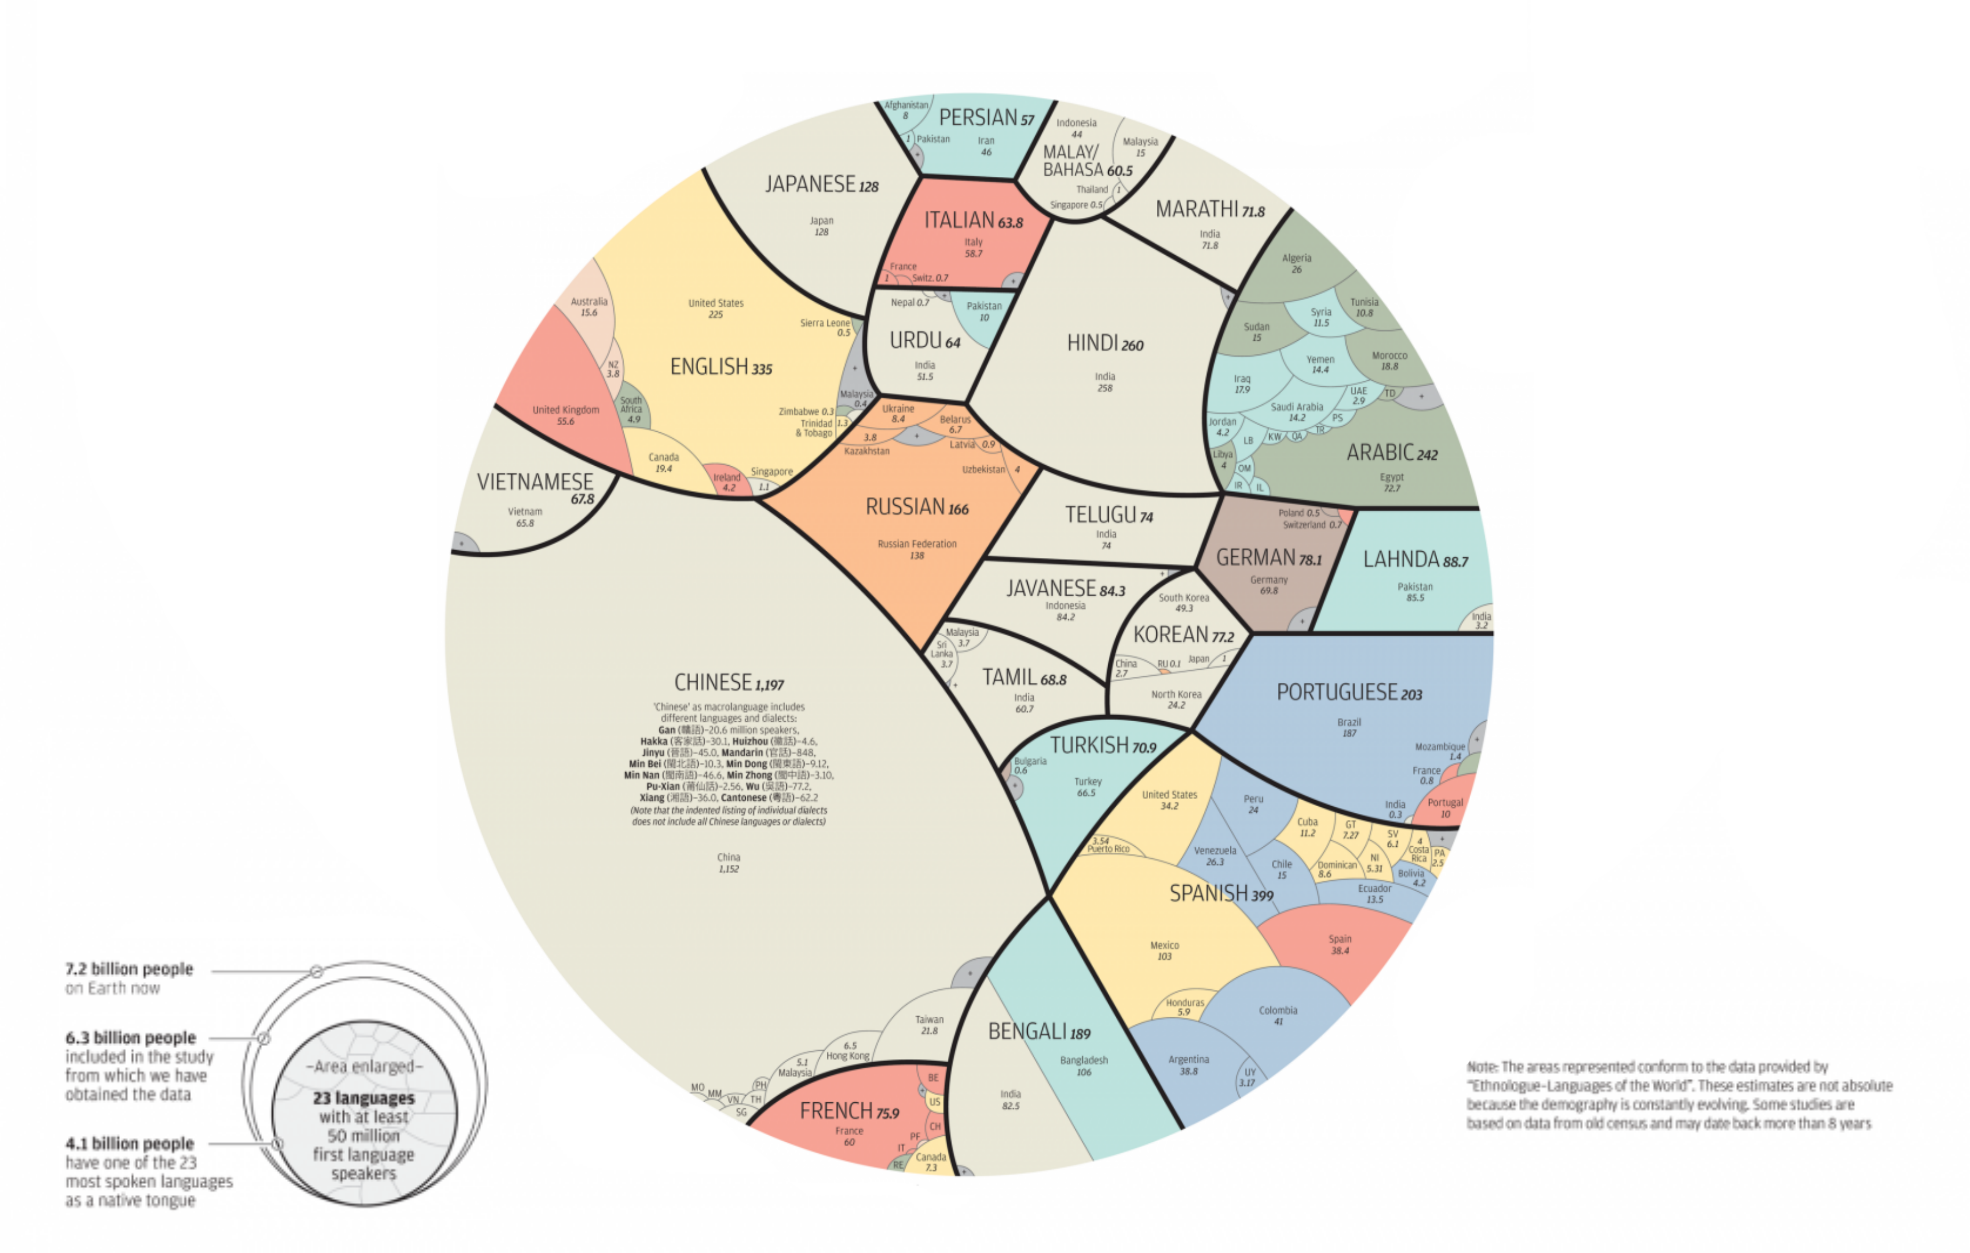 Afghanistan
8
1
Pakistan
+
PERSIAN 57
Iran
46
Indonesia
44
MALAY/
BAHASA 60.5
Malaysia
15
Thailand
1
Singapore 0.5
JAPANESE 128
Japan
128
ITALIAN 63.8
Italy
58.7
France
1
Switz. 0.7
+
MARATHI 71.8
India
71.8
Nepal 0.7
+
Pakistan
10
URDU 64
India
51.5
HINDI 260
India
258
+
Algeria
26
Tunisia
10.8
Syria
11.5
Sudan
15
Morocco
18.8
Yemen
14.4
Iraq
17.9
UAE
2.9
TD
+
Saudi Arabia
14.2
PS
TR
QA
KW
LB
Jordan
4.2
Libya
4
OM
IR
IL
ARABIC 242
Egypt
72.7
Australia
15.6
United States
225
Sierra Leone
0.5
ENGLISH 335
+
NZ
3.8
South
Africa
4.9
Malaysia
0.4
Zimbabwe 0.3
Trinidad
& Tobago
1.3
United Kingdom
55.6
Canada
19.4
Ireland
4.2
Singapore
1.1
VIETNAMESE
67.8
Vietnam
65.8
+
Ukraine
8.4
Belarus
6.7
3.8
Kazakhstan
+
Latvia
0.9
Uzbekistan
4
RUSSIAN 166
Russian Federation
138
TELUGU 74
India
74
Poland 0.5
Switzerland 0.7
GERMAN 78.1
Germany
69.8
+
LAHNDA 88.7
Pakistan
85.5
India
3.2
JAVANESE 84.3
Indonesia
84.2
+
South Korea
49.3
KOREAN 77.2
China
2.7
RU 0.1
Japan
1
North Korea
24.2
Malaysia
3.7
Sri
Lanka
3.7
+
TAMIL 68.8
India
60.7
CHINESE 1,197
'Chinese' as macrolanguage includes
different languages and dialects:
Gan (贛語)–20.6 million speakers,
Hakka (客家話)–30.1, Huizhou (徽話)–4.6,
Jinyu (晉語)–45.0, Mandarin (官話)–848,
Min Bei (閩北語)–10.3, Min Dong (閩東語)–9.12,
Min Nan (閩南語)–46.6, Min Zhong (閩中語)–3.10,
Pu-Xian (莆仙話)–2.56, Wu (吳語)–77.2,
Xiang (湘語)–36.0, Cantonese (粵語)–62.2
(Note that the indented listing of individual dialects
does not include all Chinese languages or dialects)
China
1,152
PORTUGUESE 203
Brazil
187
+
Mozambique
1.4
France
0.8
India
0.3
Portugal
10
TURKISH 70.9
Bulgaria
0.6
+
Turkey
66.5
United States
34.2
3.54
Puerto Rico
Peru
24
Venezuela
26.3
Cuba
11.2
GT
7.27
SV
6.1
4
Costa
Rica
+
PA
2.5
Chile
15
Dominican
8.6
NI
5.31
Bolivia
4.2
Ecuador
13.5
SPANISH 399
Spain
38.4
Mexico
103
Honduras
5.9
Colombia
41
Argentina
38.8
UY
3.17
+
Taiwan
21.8
6.5
Hong Kong
5.1
Malaysia
PH
TH
VN
MM
MO
SG
BENGALI 189
Bangladesh
106
India
82.5
+
FRENCH 75.9
France
60
BE
+
US
CH
PF
IT
RE
Canada
7.3
7.2 billion people
on Earth now
6.3 billion people
included in the study
from which we have
obtained the data
4.1 billion people
have one of the 23
most spoken languages
as a native tongue
–Area enlarged–
23 languages
with at least
50 million
first language
speakers
Note: The areas represented conform to the data provided by
"Ethnologue–Languages of the World". These estimates are not absolute
because the demography is constantly evolving. Some studies are
based on data from old census and may date back more than 8 years